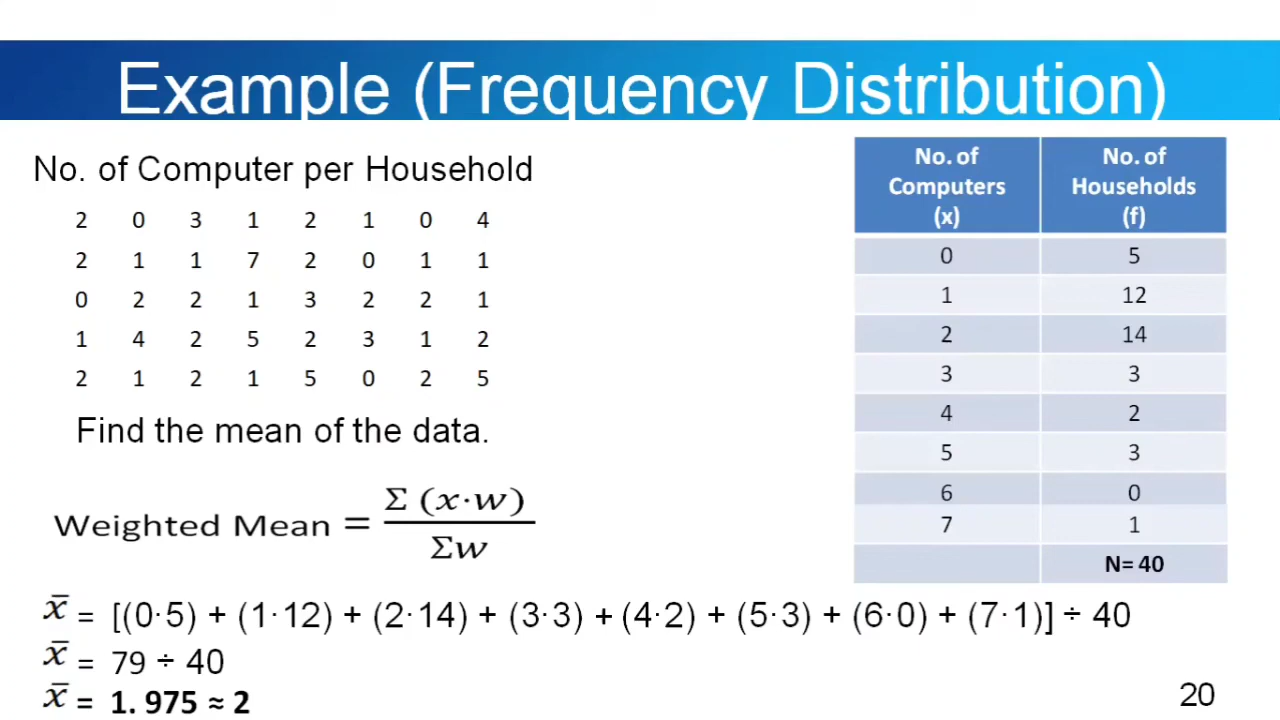 Example (Frequency Distribution)
No. of Computer per Household
2 0 3 1 2 1 0 4
2 1 1 7 2 0 1 1
0 2 2 1 3 2 2 1
1 4 2 5 2 3 1 2
2 1 2 1 5 0 2 5
Find the mean of the data.
Weighted Mean = Σ (x·w) / Σw
No. of Computers (x) No. of Households (f)
0 5
1 12
2 14
3 3
4 2
5 3
6 0
7 1
N= 40
x̄ = [(0·5) + (1·12) + (2·14) + (3·3) + (4·2) + (5·3) + (6·0) + (7·1)] ÷ 40
x̄ = 79 ÷ 40
x̄ = 1. 975 ≈ 2
20